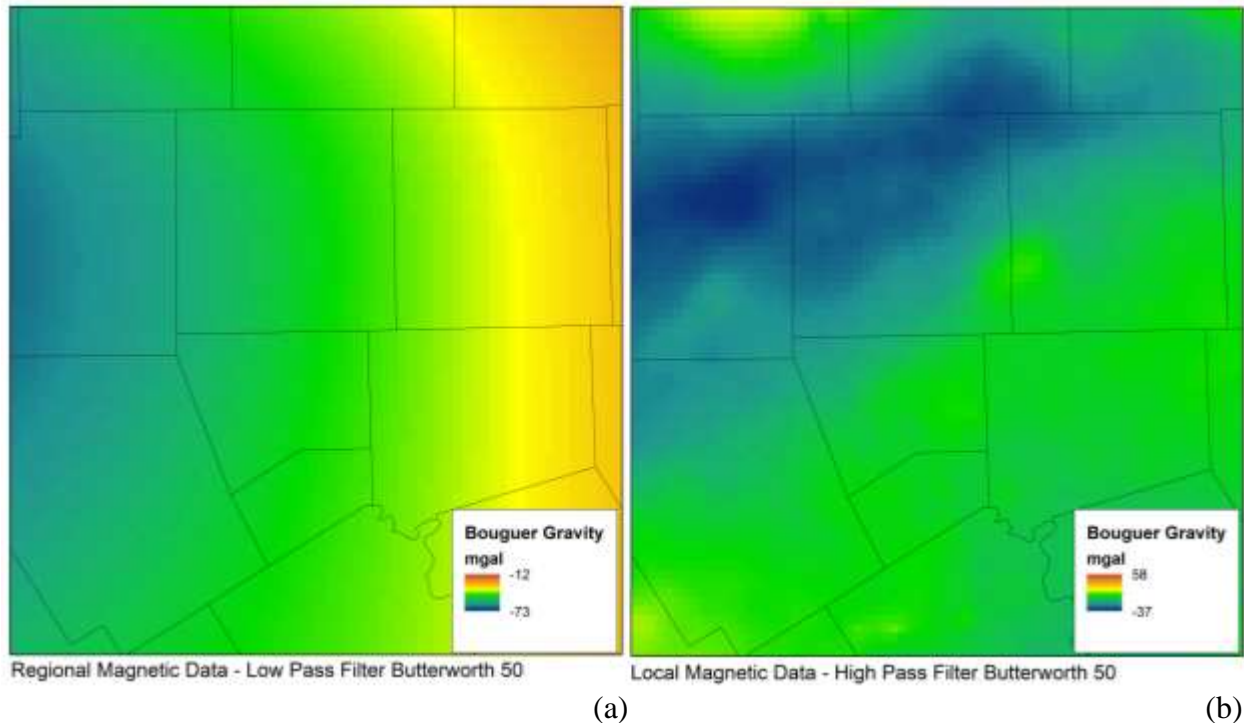 Bouguer Gravity
mgal
-12
-73
Bouguer Gravity
mgal
58
-37
Regional Magnetic Data - Low Pass Filter Butterworth 50
Local Magnetic Data - High Pass Filter Butterworth 50
(a)
(b)